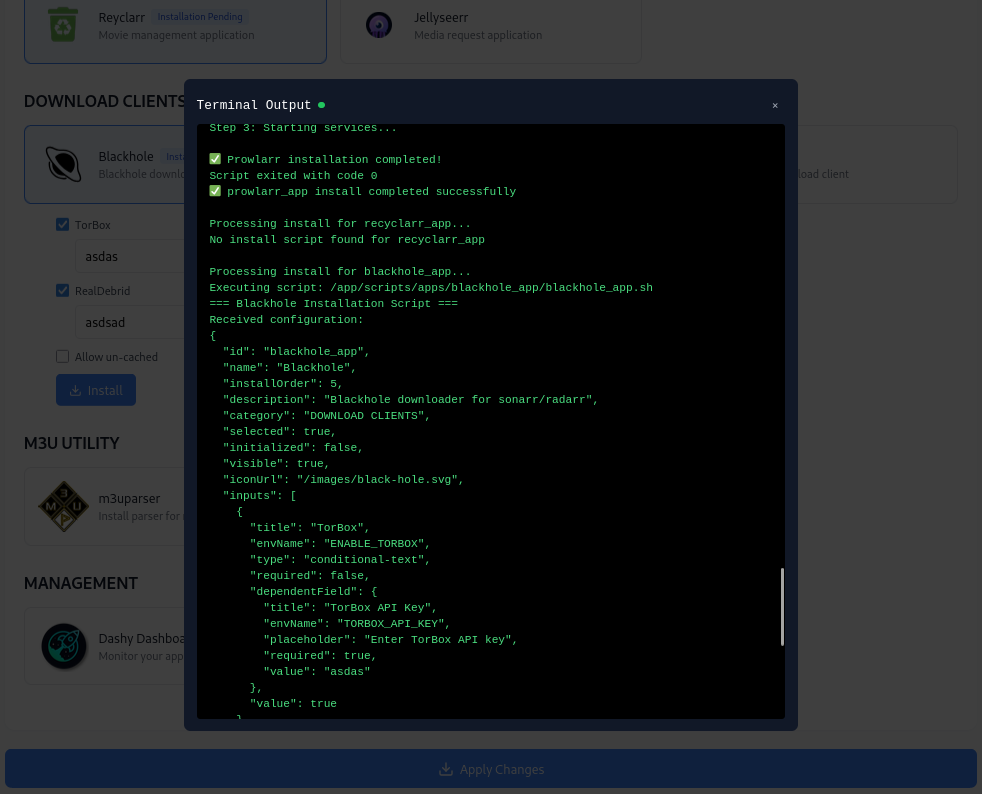 Reyclarr Installation Pending
Movie management application
Jellyseerr
Media request application
DOWNLOAD CLIENTS
Blackhole
Blackhole
load client
TorBox
asdas
RealDebrid
asdsad
Allow un-cached
Install
M3U UTILITY
m3uparser
Install parser for
MANAGEMENT
Dashy
Monitor your app
Terminal Output
×
Step 3: Starting services...
✅ Prowlarr installation completed!
Script exited with code 0
✅ prowlarr_app install completed successfully
Processing install for recyclarr_app...
No install script found for recyclarr_app
Processing install for blackhole_app...
Executing script: /app/scripts/apps/blackhole_app/blackhole_app.sh
=== Blackhole Installation Script ===
Received configuration:
{
"id": "blackhole_app",
"name": "Blackhole",
"installOrder": 5,
"description": "Blackhole downloader for sonarr/radarr",
"category": "DOWNLOAD CLIENTS",
"selected": true,
"initialized": false,
"visible": true,
"iconUrl": "/images/black-hole.svg",
"inputs": [
{
"title": "TorBox",
"envName": "ENABLE_TORBOX",
"type": "conditional-text",
"required": false,
"dependentField": {
"title": "TorBox API Key",
"envName": "TORBOX_API_KEY",
"placeholder": "Enter TorBox API key",
"required": true,
"value": "asdas"
},
"value": true
}
Apply Changes